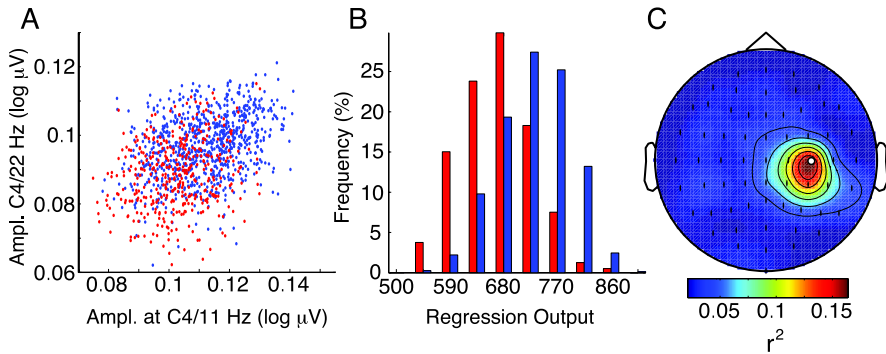 A
Ampl. C4/22 Hz (log μV)
0.12
0.1
0.08
0.06
0.08 0.1 0.12 0.14
Ampl. at C4/11 Hz (log μV)
B
Frequency (%)
25
20
15
10
5
0
500 590 680 770 860
Regression Output
C
0.05 0.1 0.15
r²